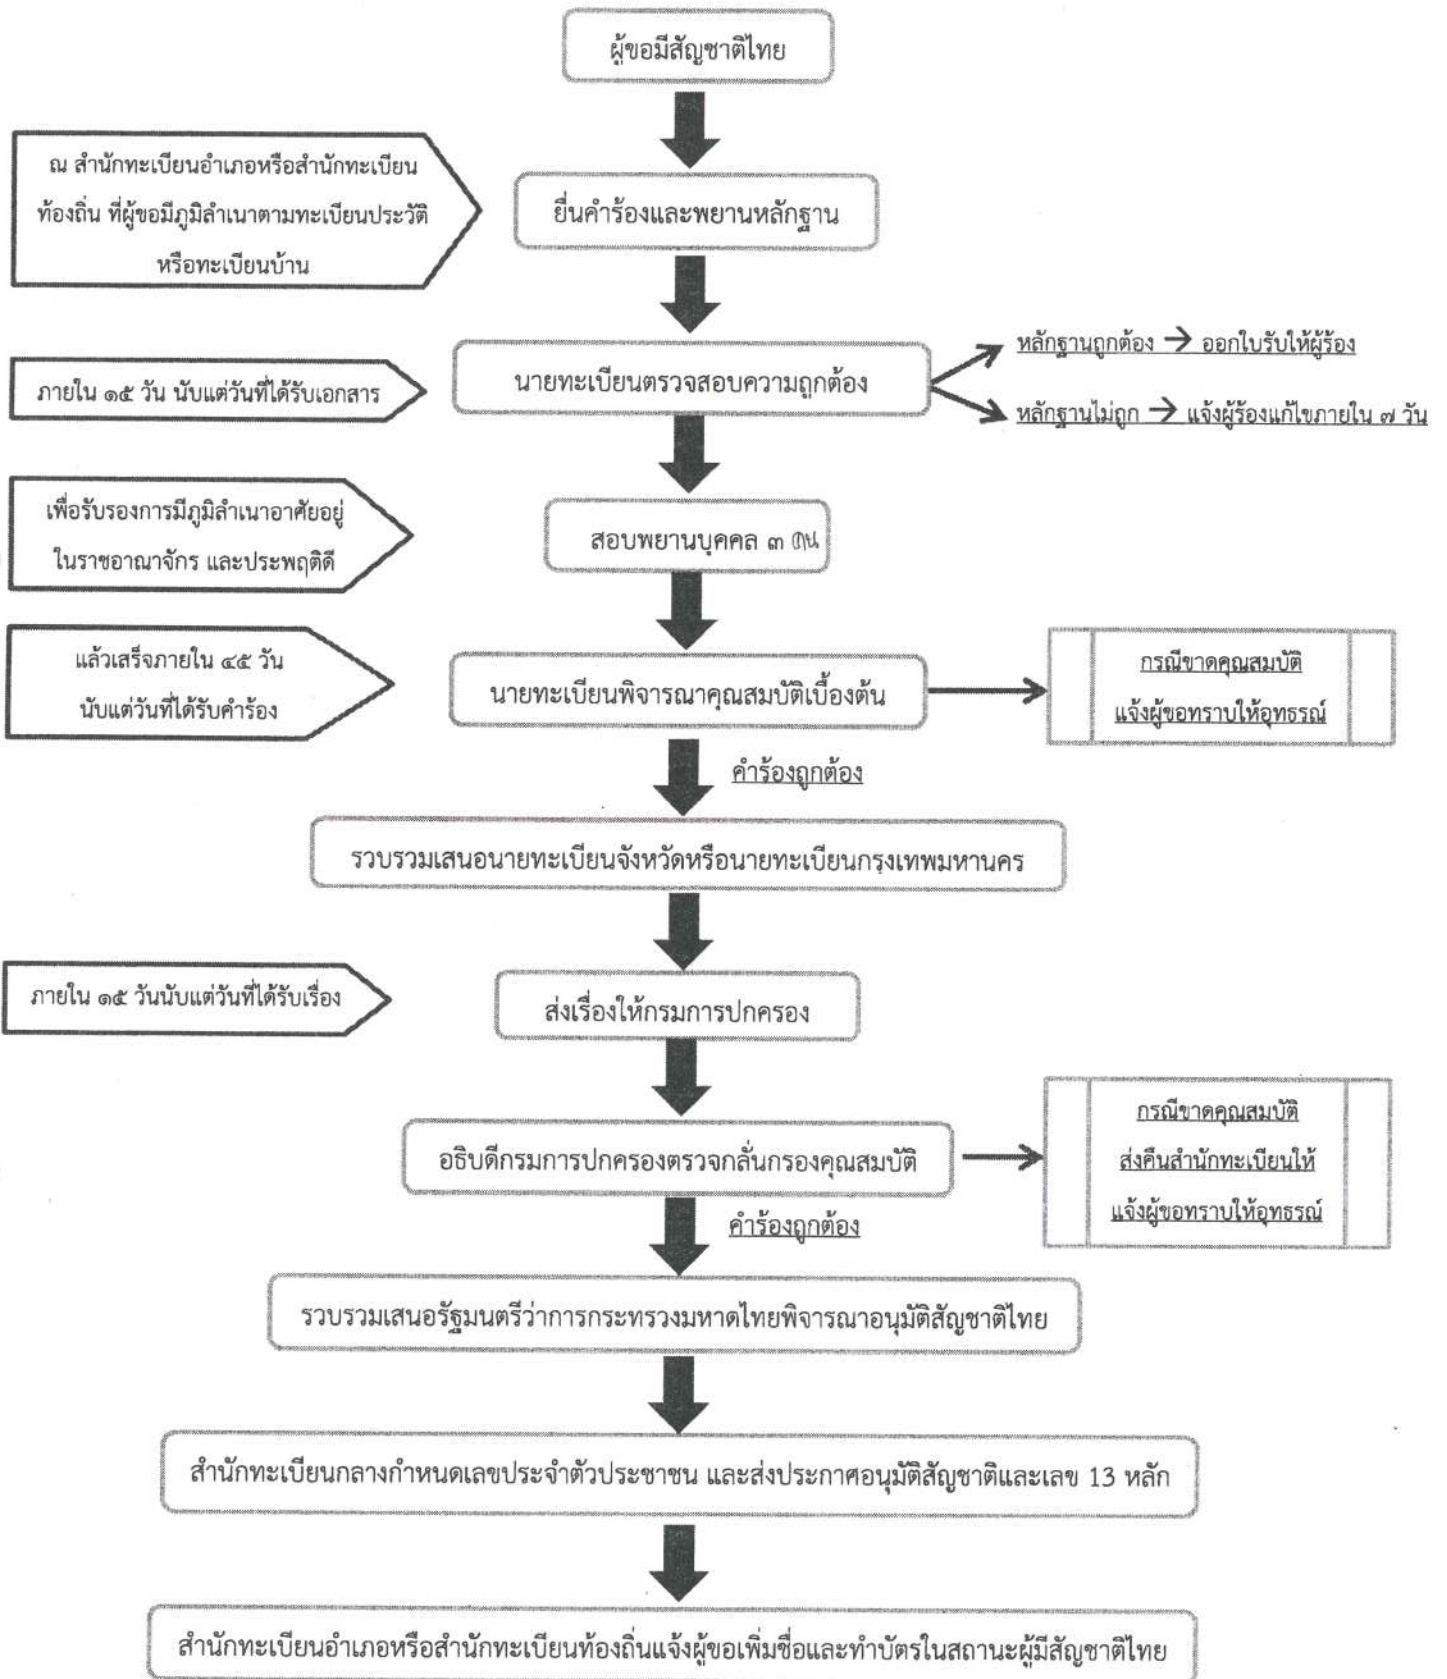 ผู้ขอมีสัญชาติไทย
ณ สำนักทะเบียนอำเภอหรือสำนักทะเบียน
ท้องถิ่น ที่ผู้ขอมีภูมิลำเนาตามทะเบียนประวัติ
หรือทะเบียนบ้าน
ยื่นคำร้องและพยานหลักฐาน
ภายใน ๑๕ วัน นับแต่วันที่ได้รับเอกสาร
นายทะเบียนตรวจสอบความถูกต้อง
หลักฐานถูกต้อง → ออกใบรับให้ผู้ร้อง
หลักฐานไม่ถูก → แจ้งผู้ร้องแก้ไขภายใน ๗ วัน
เพื่อรับรองการมีภูมิลำเนาอาศัยอยู่
ในราชอาณาจักร และประพฤติดี
สอบพยานบุคคล ๓ คน
แล้วเสร็จภายใน ๔๕ วัน
นับแต่วันที่ได้รับคำร้อง
นายทะเบียนพิจารณาคุณสมบัติเบื้องต้น
กรณีขาดคุณสมบัติ
แจ้งผู้ขอทราบให้อุทธรณ์
คำร้องถูกต้อง
รวบรวมเสนอนายทะเบียนจังหวัดหรือนายทะเบียนกรุงเทพมหานคร
ภายใน ๑๕ วันนับแต่วันที่ได้รับเรื่อง
ส่งเรื่องให้กรมการปกครอง
อธิบดีกรมการปกครองตรวจกลั่นกรองคุณสมบัติ
กรณีขาดคุณสมบัติ
ส่งคืนสำนักทะเบียนให้
แจ้งผู้ขอทราบให้อุทธรณ์
คำร้องถูกต้อง
รวบรวมเสนอรัฐมนตรีว่าการกระทรวงมหาดไทยพิจารณาอนุมัติสัญชาติไทย
สำนักทะเบียนกลางกำหนดเลขประจำตัวประชาชน และส่งประกาศอนุมัติสัญชาติและเลข 13 หลัก
สำนักทะเบียนอำเภอหรือสำนักทะเบียนท้องถิ่นแจ้งผู้ขอเพิ่มชื่อและทำบัตรในสถานะผู้มีสัญชาติไทย